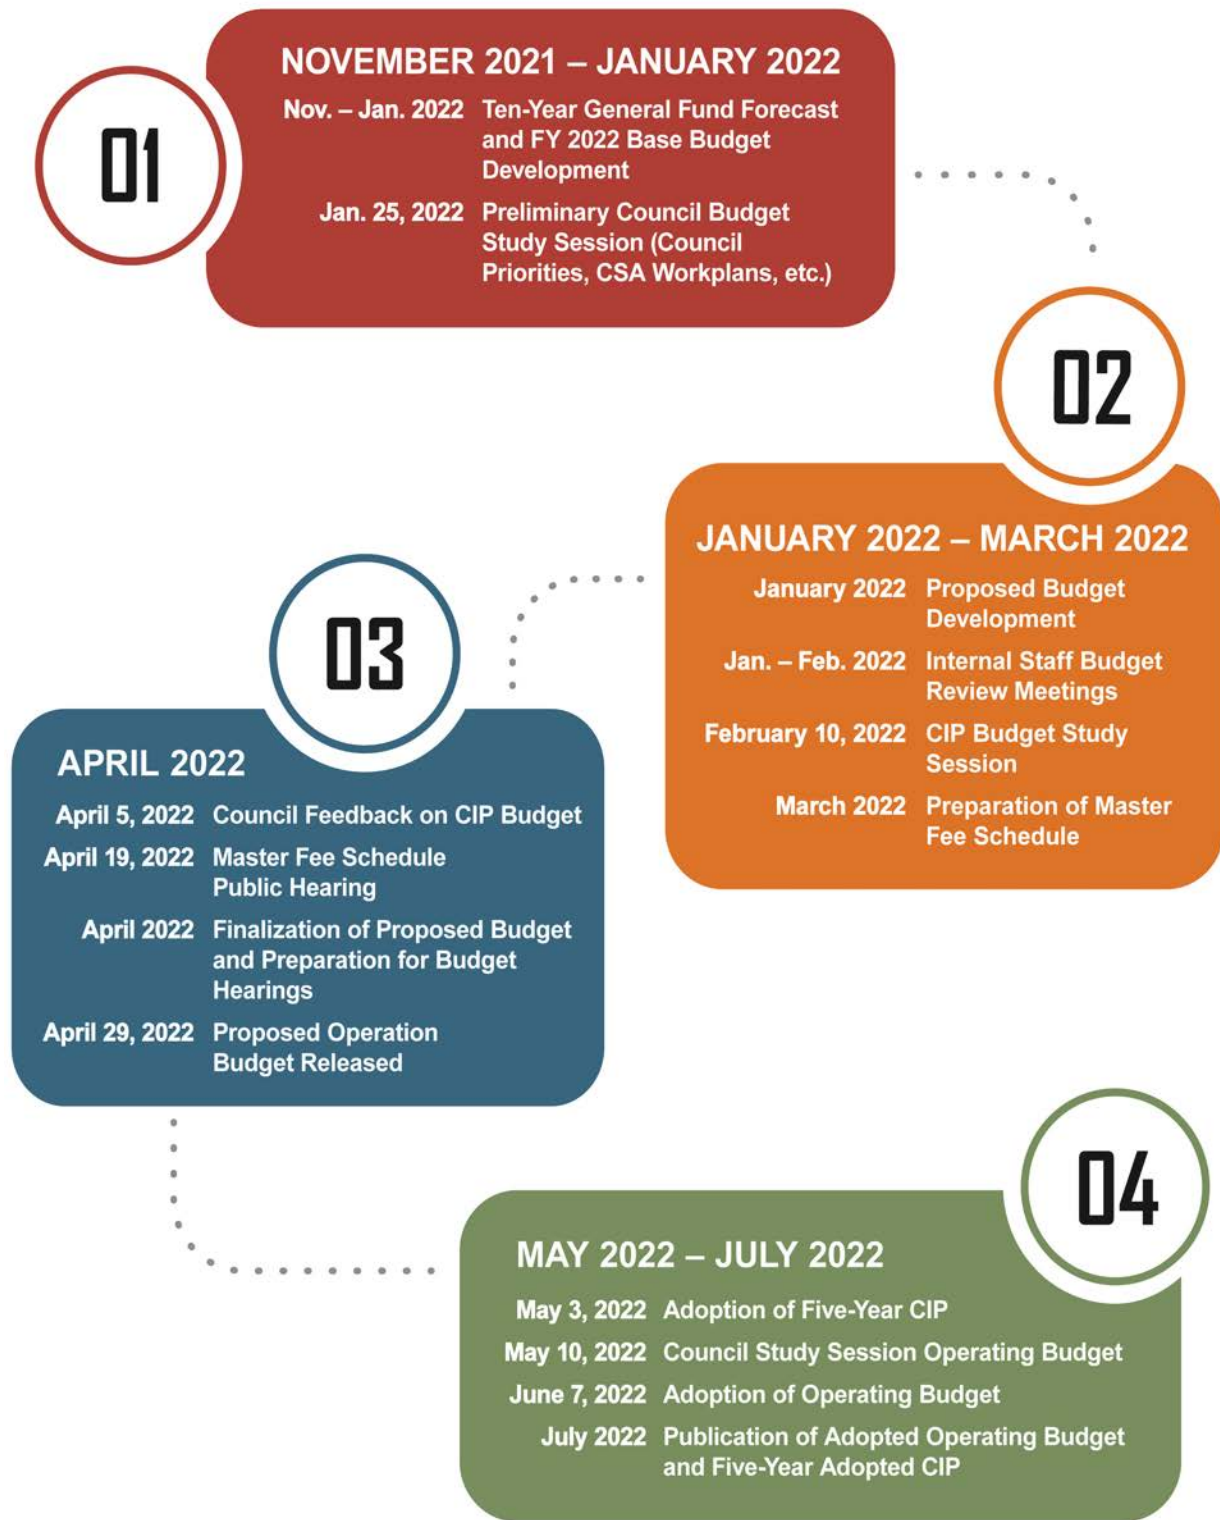 01
NOVEMBER 2021 – JANUARY 2022
Nov. – Jan. 2022 Ten-Year General Fund Forecast
and FY 2022 Base Budget
Development
Jan. 25, 2022 Preliminary Council Budget
Study Session (Council
Priorities, CSA Workplans, etc.)
02
JANUARY 2022 – MARCH 2022
January 2022 Proposed Budget
Development
Jan. – Feb. 2022 Internal Staff Budget
Review Meetings
February 10, 2022 CIP Budget Study
Session
March 2022 Preparation of Master
Fee Schedule
03
APRIL 2022
April 5, 2022 Council Feedback on CIP Budget
April 19, 2022 Master Fee Schedule
Public Hearing
April 2022 Finalization of Proposed Budget
and Preparation for Budget
Hearings
April 29, 2022 Proposed Operation
Budget Released
04
MAY 2022 – JULY 2022
May 3, 2022 Adoption of Five-Year CIP
May 10, 2022 Council Study Session Operating Budget
June 7, 2022 Adoption of Operating Budget
July 2022 Publication of Adopted Operating Budget
and Five-Year Adopted CIP